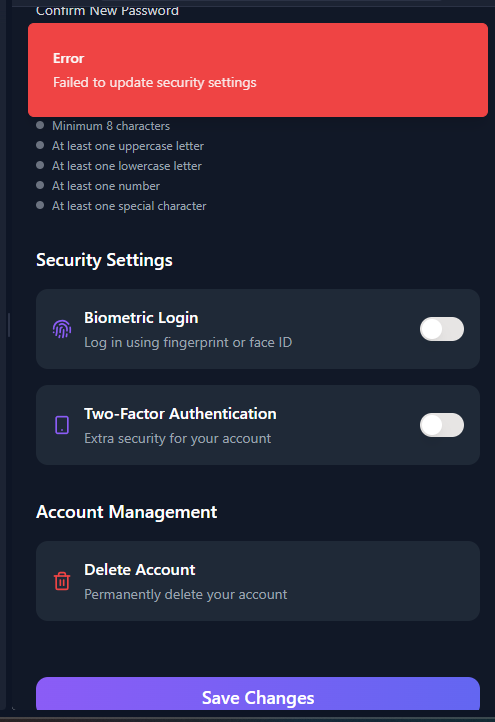 Confirm New Password
Error
Failed to update security settings
Minimum 8 characters
At least one uppercase letter
At least one lowercase letter
At least one number
At least one special character
Security Settings
Biometric Login
Log in using fingerprint or face ID
Two-Factor Authentication
Extra security for your account
Account Management
Delete Account
Permanently delete your account
Save Changes